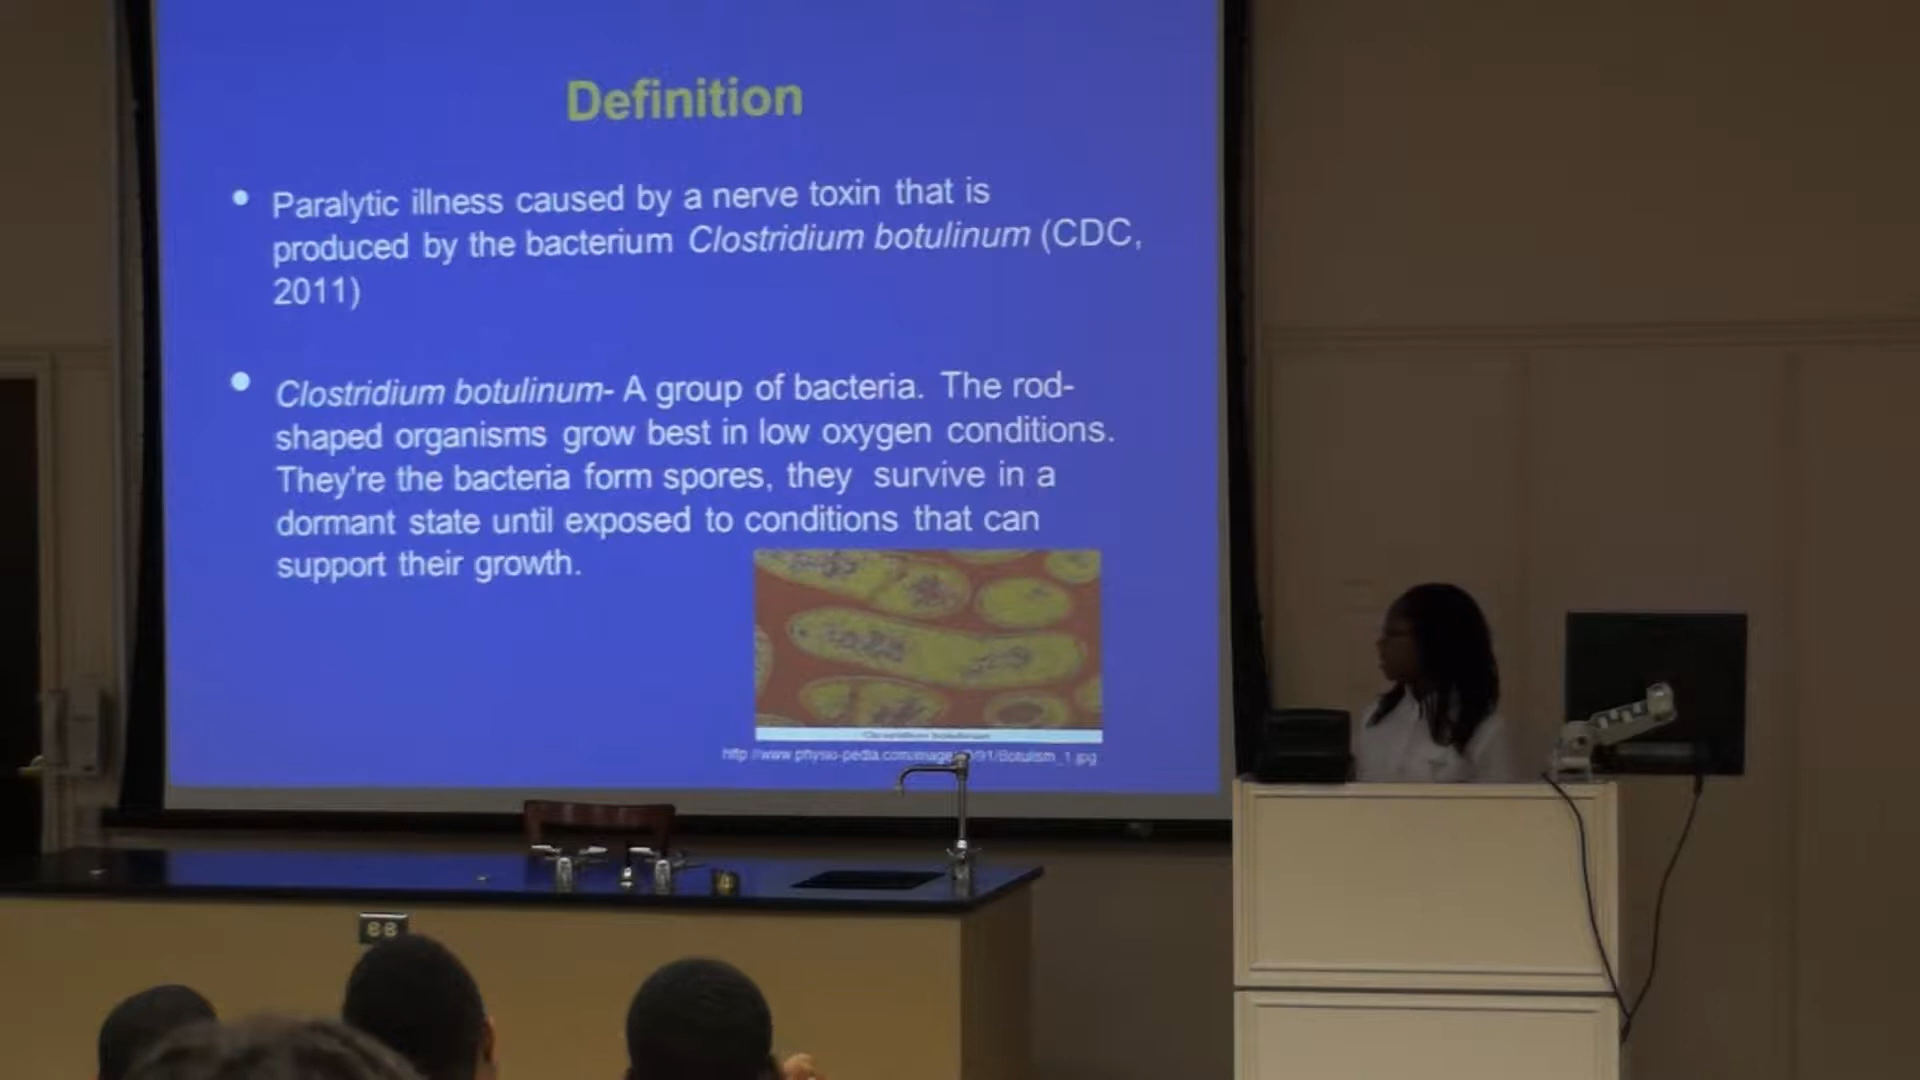 Definition
• Paralytic illness caused by a nerve toxin that is
produced by the bacterium Clostridium botulinum (CDC,
2011)
• Clostridium botulinum- A group of bacteria. The rod-
shaped organisms grow best in low oxygen conditions.
They're the bacteria form spores, they survive in a
dormant state until exposed to conditions that can
support their growth.
Clostridium botulinum